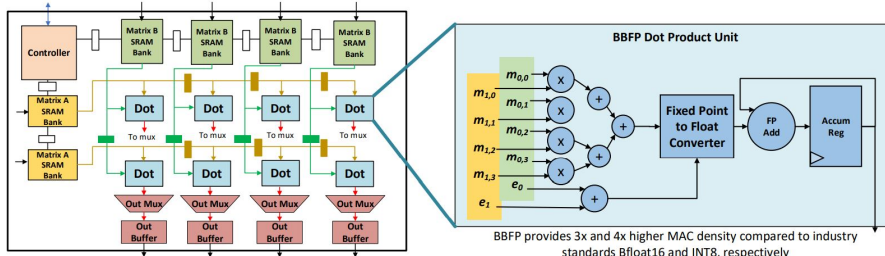 Controller
Matrix B
SRAM
Bank
Matrix B
SRAM
Bank
Matrix B
SRAM
Bank
Matrix B
SRAM
Bank
Matrix A
SRAM
Bank
Dot
Dot
Dot
Dot
To mux
To mux
To mux
To mux
Matrix A
SRAM
Bank
Dot
Dot
Dot
Dot
Out Mux
Out Mux
Out Mux
Out Mux
Out
Buffer
Out
Buffer
Out
Buffer
Out
Buffer
BBFP Dot Product Unit
m0,0
m1,0
m0,1
m1,1
m0,2
m1,2
m0,3
m1,3
e0
e1
x
x
x
x
+
+
+
+
Fixed Point
to Float
Converter
FP
Add
Accum
Reg
BBFP provides 3x and 4x higher MAC density compared to industry
standards Bfloat16 and INT8, respectively